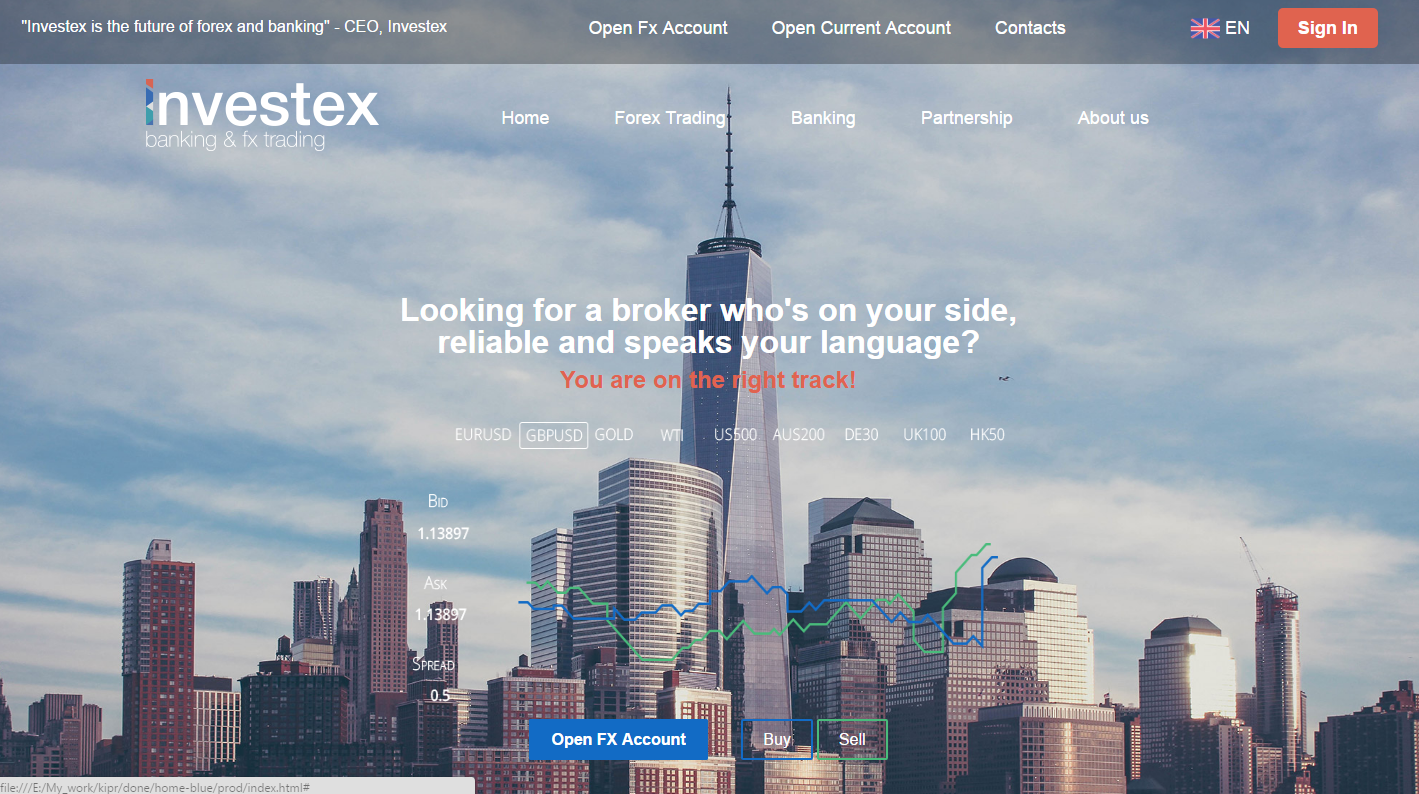 "Investex is the future of forex and banking" - CEO, Investex
Open Fx Account
Open Current Account
Contacts
EN
Sign In
investex
banking & fx trading
Home
Forex Trading
Banking
Partnership
About us
Looking for a broker who's on your side,
reliable and speaks your language?
You are on the right track!
EURUSD GBPUSD GOLD WTI US500 AUS200 DE30 UK100 HK50
Bid
1.13897
Ask
1.13897
Spread
0.5
Open FX Account
Buy
Sell
file:///E:/My_work/kipr/done/home-blue/prod/index.html#